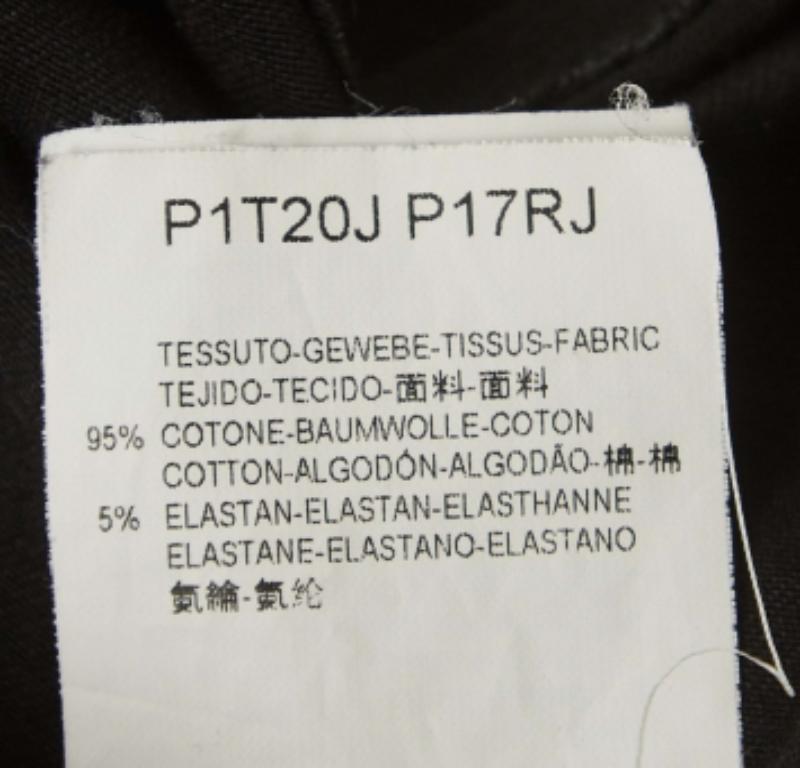 P1T20J P17RJ
TESSUTO-GEWEBE-TISSUS-FABRIC
TEJIDO-TECIDO-面料-面料
95% COTONE-BAUMWOLLE-COTON
COTTON-ALGODÓN-ALGODÃO-棉-棉
5% ELASTAN-ELASTAN-ELASTHANNE
ELASTANE-ELASTANO-ELASTANO
氨綸-氨纶